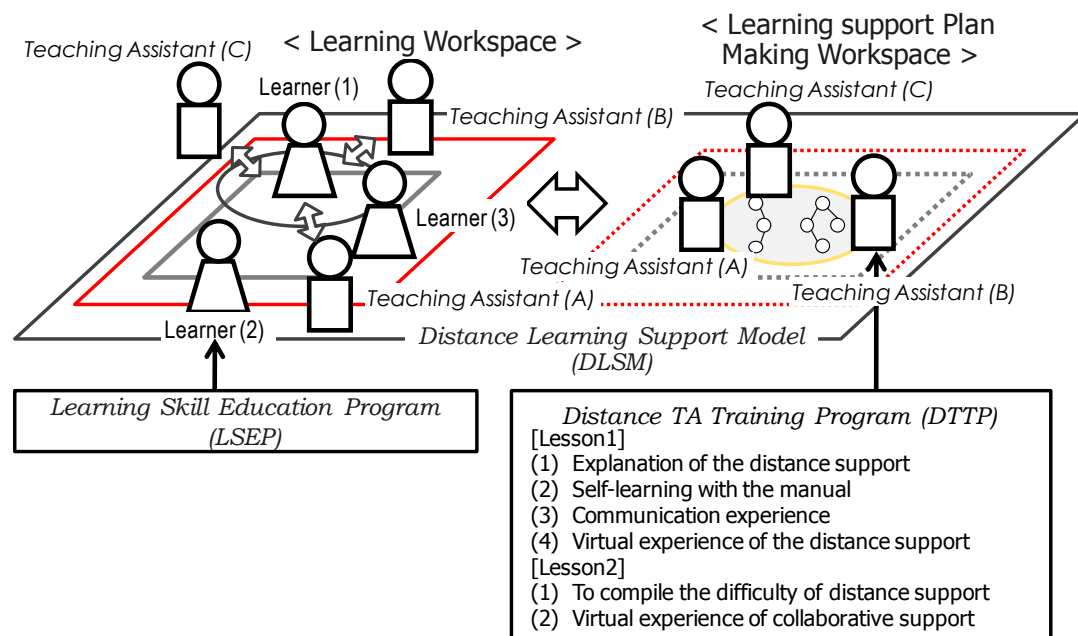 < Learning Workspace >
< Learning support Plan
Making Workspace >
Teaching Assistant (C)
Learner (1)
Teaching Assistant (B)
Teaching Assistant (C)
Learner (3)
Teaching Assistant (A)
Teaching Assistant (A)
Teaching Assistant (B)
Learner (2)
Distance Learning Support Model
(DLSM)
Learning Skill Education Program
(LSEP)
Distance TA Training Program (DTTP)
[Lesson1]
(1) Explanation of the distance support
(2) Self-learning with the manual
(3) Communication experience
(4) Virtual experience of the distance support
[Lesson2]
(1) To compile the difficulty of distance support
(2) Virtual experience of collaborative support